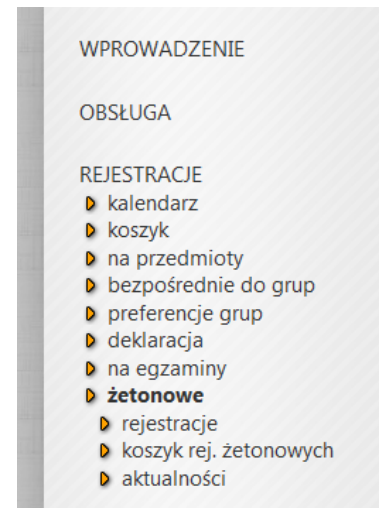 WPROWADZENIE
OBSŁUGA
REJESTRACJE
kalendarz
koszyk
na przedmioty
bezpośrednie do grup
preferencje grup
deklaracja
na egzaminy
żetonowe
rejestracje
koszyk rej. żetonowych
aktualności